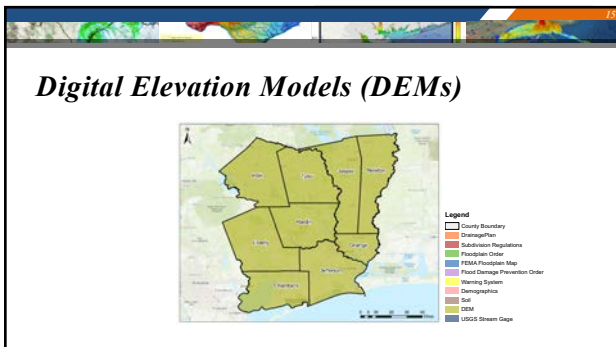 15
Digital Elevation Models (DEMs)
N
Tyler
Jasper
Newton
Hardin
Liberty
Orange
Jefferson
Chambers
Legend
County Boundary
DrainagePlan
Subdivision Regulations
Floodplain Order
FEMA Floodplain Map
Flood Damage Prevention Order
Warning System
Demographics
Soil
DEM
USGS Stream Gage